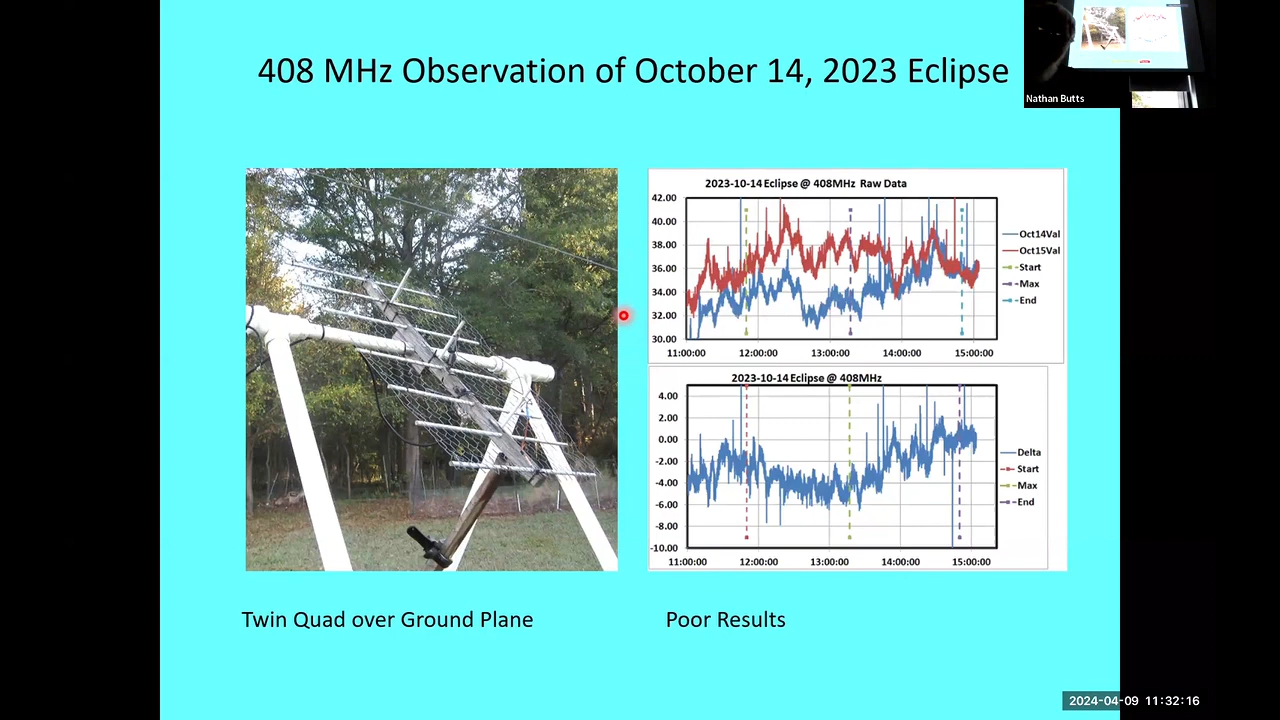 408 MHz Observation of October 14, 2023 Eclipse
Nathan Butts
2023-10-14 Eclipse @ 408MHz Raw Data
42.00
40.00
38.00
36.00
34.00
32.00
30.00
11:00:00 12:00:00 13:00:00 14:00:00 15:00:00
Oct14Val
Oct15Val
Start
Max
End
2023-10-14 Eclipse @ 408MHz
4.00
2.00
0.00
-2.00
-4.00
-6.00
-8.00
-10.00
11:00:00 12:00:00 13:00:00 14:00:00 15:00:00
Delta
Start
Max
End
Twin Quad over Ground Plane
Poor Results
2024-04-09 11:32:16